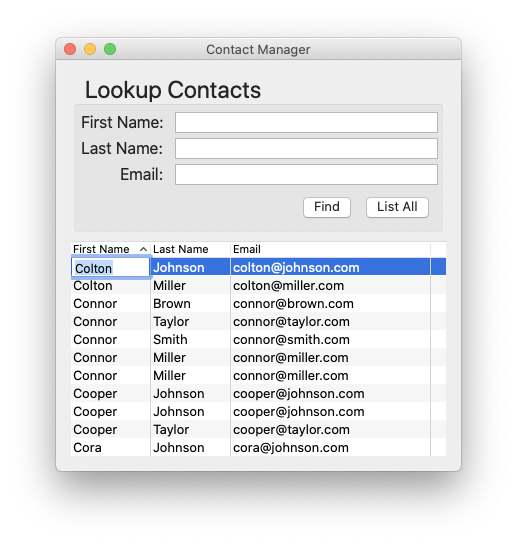 Contact Manager
Lookup Contacts
First Name:
Last Name:
Email:
Find List All
First Name Last Name Email
Colton Johnson colton@johnson.com
Colton Miller colton@miller.com
Connor Brown connor@brown.com
Connor Taylor connor@taylor.com
Connor Smith connor@smith.com
Connor Miller connor@miller.com
Connor Miller connor@miller.com
Cooper Johnson cooper@johnson.com
Cooper Johnson cooper@johnson.com
Cooper Taylor cooper@taylor.com
Cora Johnson cora@johnson.com